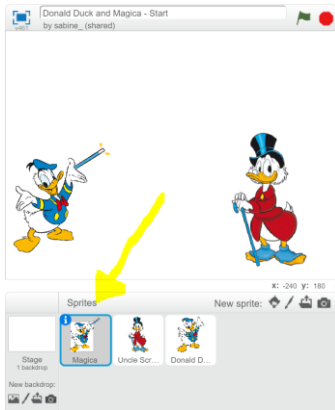 Donald Duck and Magica - Start
by sabine_ (shared)
v461
x: -240 y: 180
Sprites
New sprite:
Magica
Uncle Scr...
Donald D...
Stage
1 backdrop
New backdrop: